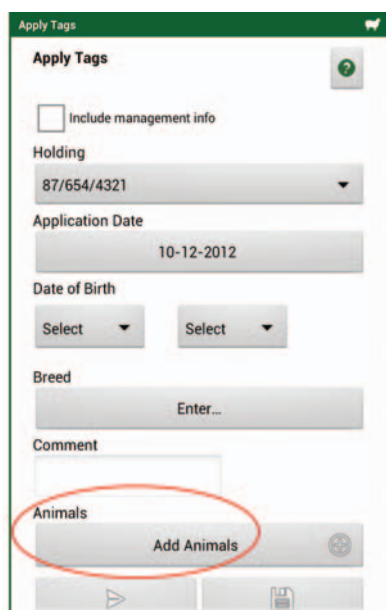 Apply Tags
Apply Tags
?
Include management info
Holding
87/654/4321
Application Date
10-12-2012
Date of Birth
Select Select
Breed
Enter...
Comment
Animals
Add Animals